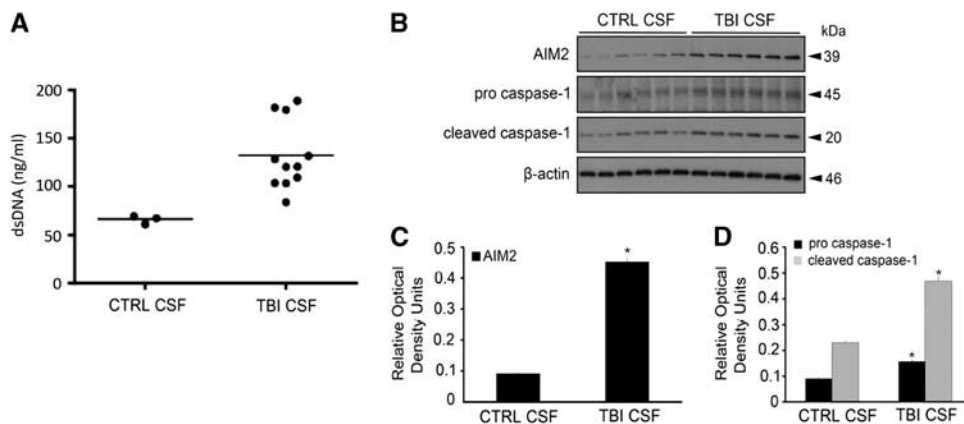 A
dsDNA (ng/ml)
200
150
100
50
0
CTRL CSF
TBI CSF
B
CTRL CSF
TBI CSF
kDa
AIM2
39
pro caspase-1
45
cleaved caspase-1
20
β-actin
46
C
Relative Optical
Density Units
0.5
0.4
0.3
0.2
0.1
0
AIM2
*
CTRL CSF
TBI CSF
D
Relative Optical
Density Units
0.6
0.5
0.4
0.3
0.2
0.1
0
pro caspase-1
cleaved caspase-1
*
*
CTRL CSF
TBI CSF